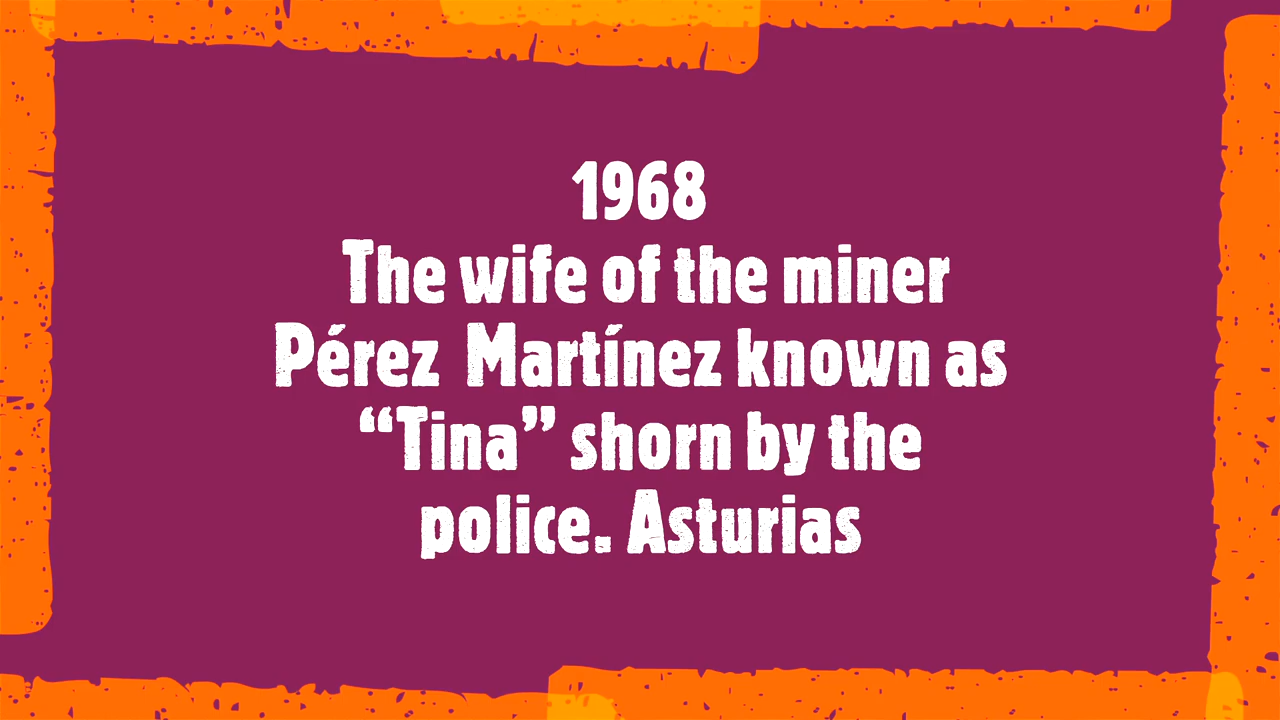 1968
The wife of the miner
Pérez Martínez known as
“Tina” shorn by the
police. Asturias